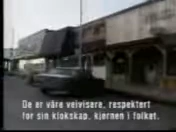 De er våre veivisere, respektert
for sin klokskap, kjernen i folket.